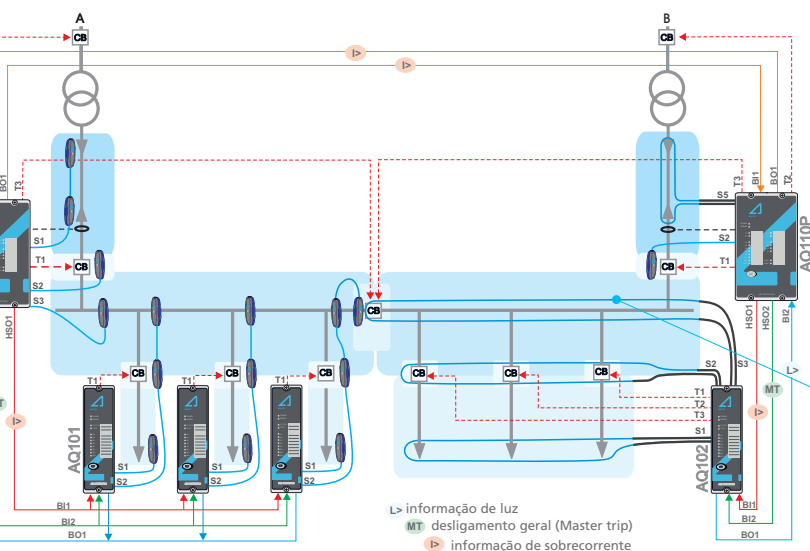 A
B
CB
CB
I>
I>
BO1
T3
T3
BI1
BO1
T2
S5
S2
T1
AQ110P
S1
T1
S2
S3
CB
CB
CB
HSO1
HSO1
HSO2
BI2
CB
CB
CB
CB
CB
CB
S2
S3
L>
T1
T1
T1
T1
T2
T3
S1
MT
I>
T
I>
AQ101
S1
S2
S1
S2
S1
S2
AQ102
BI1
BI2
BO1
BI1
BI2
BO1
L> informação de luz
MT desligamento geral (Master trip)
I> informação de sobrecorrente